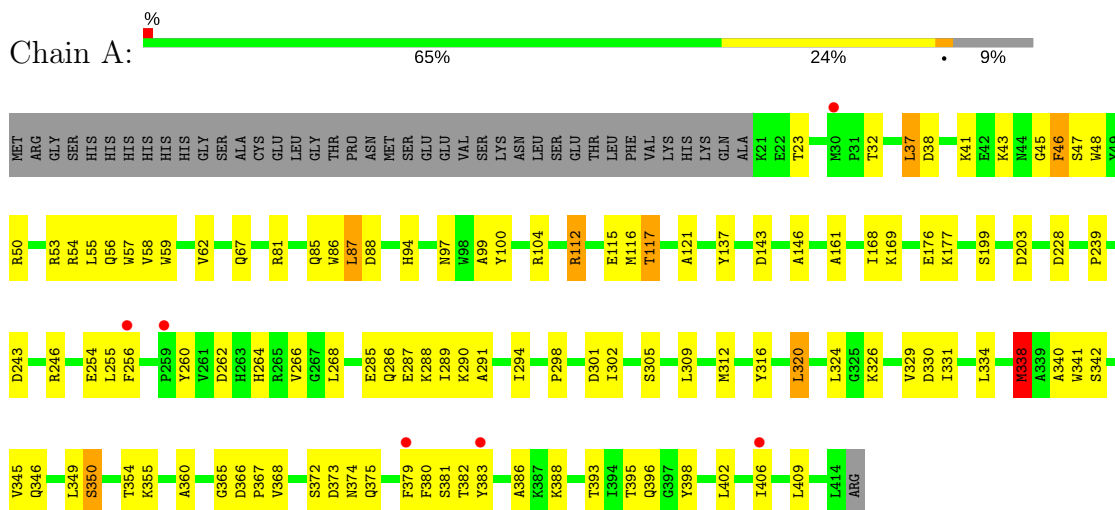 %
Chain A:
65% 24% • 9%
MET ARG GLY SER HIS HIS HIS HIS HIS HIS GLY SER ALA CYS GLU LEU GLY THR PRO ASN MET SER GLU GLU VAL SER LYS ASN LEU SER GLU THR LEU PHE VAL LYS HIS LYS GLN ALA K21 E22 T23 M30 P31 T32 L37 D38 K41 E42 K43 N44 G45 F46 S47 W48 Y49
R50 R53 R54 L55 Q56 W57 V58 W59 V62 Q67 R81 Q85 W86 L87 D88 H94 N97 W98 A99 Y100 R104 R112 E115 M116 T117 A121 Y137 D143 A146 A161 I168 K169 E176 K177 S199 D203 D228 P239
D243 R246 E254 L255 F256 P259 Y260 V261 D262 H263 H264 R265 V266 G267 L268 E285 Q286 E287 K288 I289 K290 A291 I294 P298 D301 I302 S305 L309 M312 Y316 L320 L324 G325 K326 V329 D330 I331 L334 M338 A339 A340 W341 S342
V345 Q346 L349 S350 T354 K355 A360 G365 D366 P367 V368 S372 D373 N374 Q375 F379 F380 S381 T382 Y383 A386 K387 K388 T393 I394 T395 Q396 G397 Y398 L402 I406 L409 L414 ARG